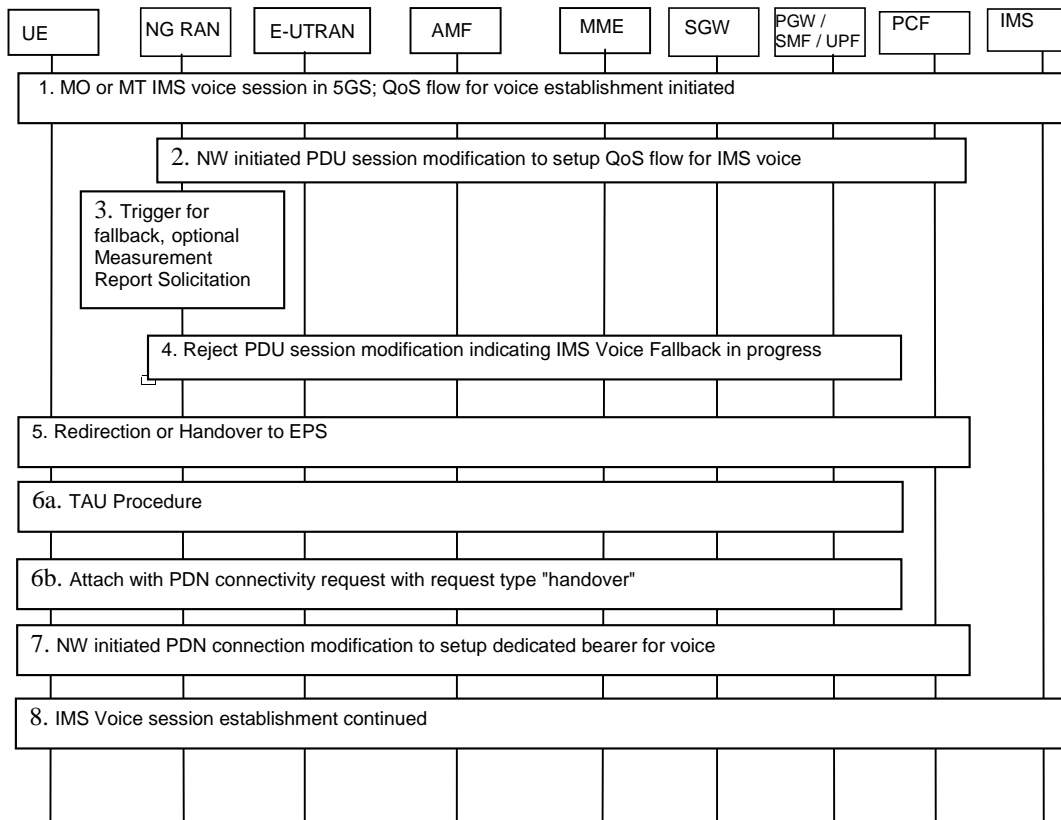 UE
NG RAN
E-UTRAN
AMF
MME
SGW
PGW /
SMF / UPF
PCF
IMS
1. MO or MT IMS voice session in 5GS; QoS flow for voice establishment initiated
2. NW initiated PDU session modification to setup QoS flow for IMS voice
3. Trigger for
fallback, optional
Measurement
Report Solicitation
4. Reject PDU session modification indicating IMS Voice Fallback in progress
5. Redirection or Handover to EPS
6a. TAU Procedure
6b. Attach with PDN connectivity request with request type "handover"
7. NW initiated PDN connection modification to setup dedicated bearer for voice
8. IMS Voice session establishment continued